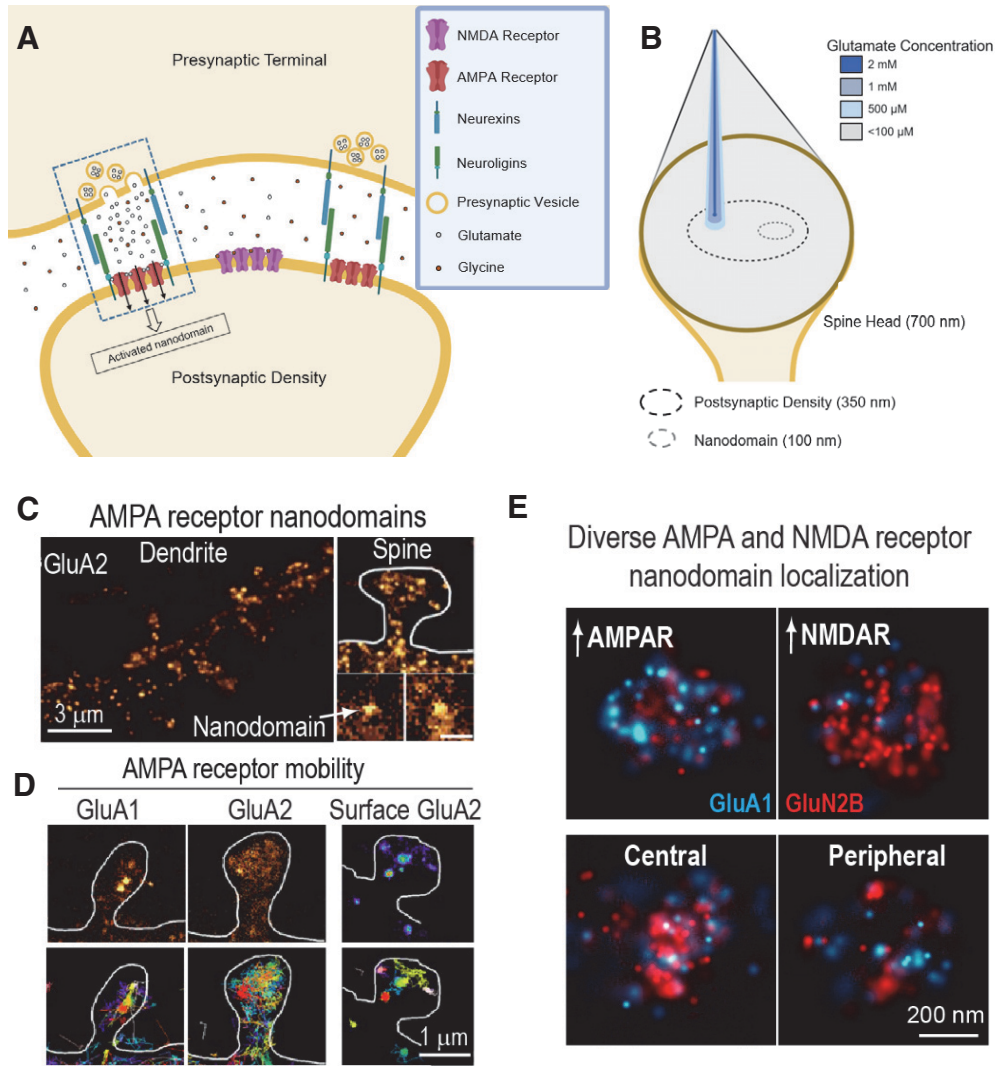 A
Presynaptic Terminal
NMDA Receptor
AMPA Receptor
Neurexins
Neuroligins
Presynaptic Vesicle
Glutamate
Glycine
Activated nanodomain
Postsynaptic Density
B
Glutamate Concentration
2 mM
1 mM
500 μM
<100 μM
Spine Head (700 nm)
Postsynaptic Density (350 nm)
Nanodomain (100 nm)
C
AMPA receptor nanodomains
GluA2
Dendrite
Spine
3 μm
Nanodomain
D
AMPA receptor mobility
GluA1
GluA2
Surface GluA2
1 μm
E
Diverse AMPA and NMDA receptor
nanodomain localization
↑AMPAR
↑NMDAR
GluA1
GluN2B
Central
Peripheral
200 nm